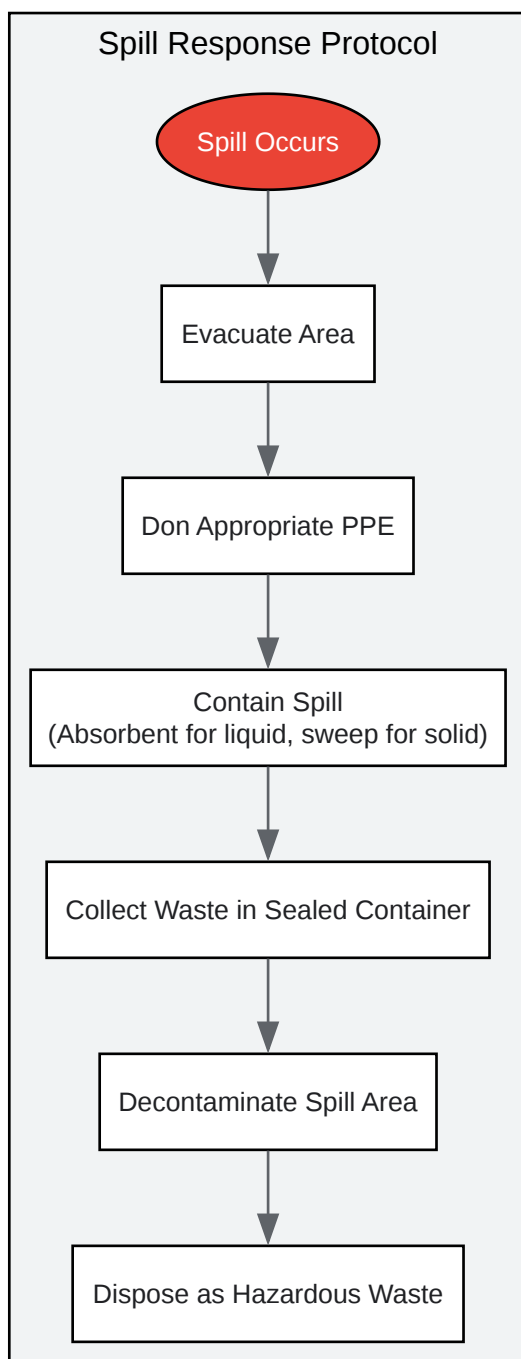 Spill Response Protocol
Spill Occurs
Evacuate Area
Don Appropriate PPE
Contain Spill
(Absorbent for liquid, sweep for solid)
Collect Waste in Sealed Container
Decontaminate Spill Area
Dispose as Hazardous Waste